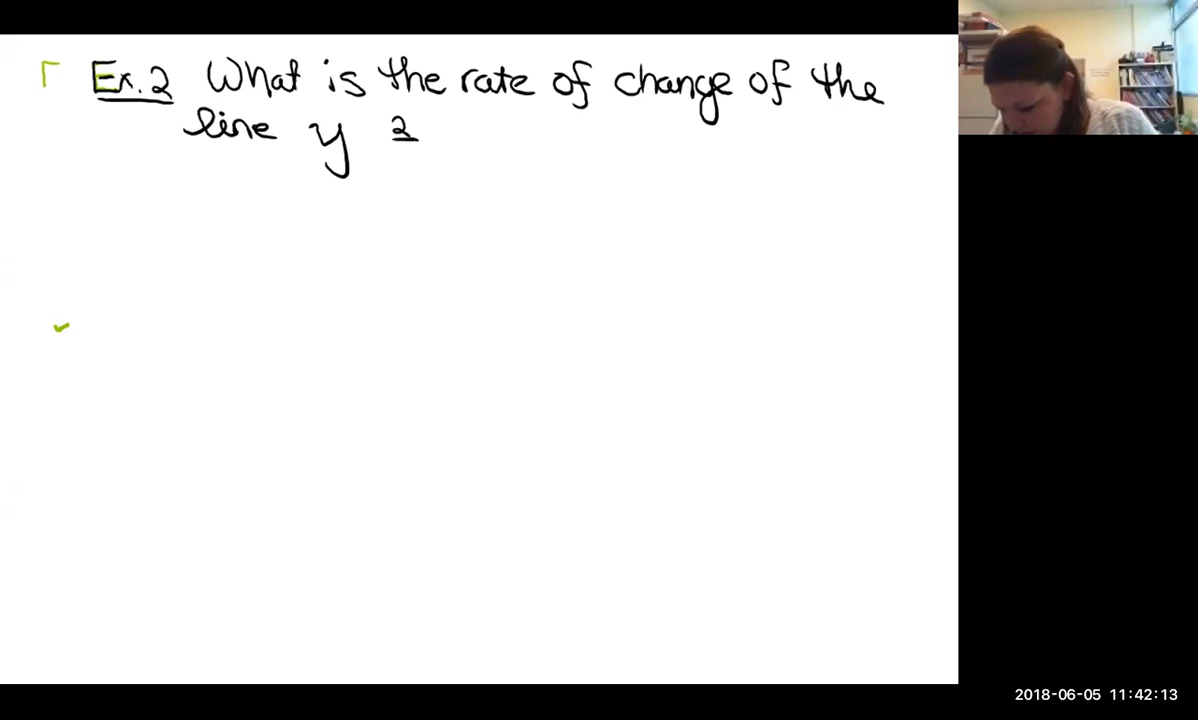 Ex. 2 What is the rate of change of the
line y 2
2018-06-05 11:42:13